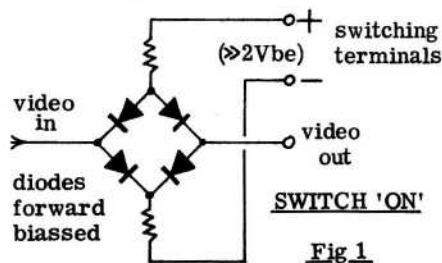 + switching
(≫2Vbe) terminals
−
video
in
video
out
diodes
forward
biassed
SWITCH 'ON'
Fig 1